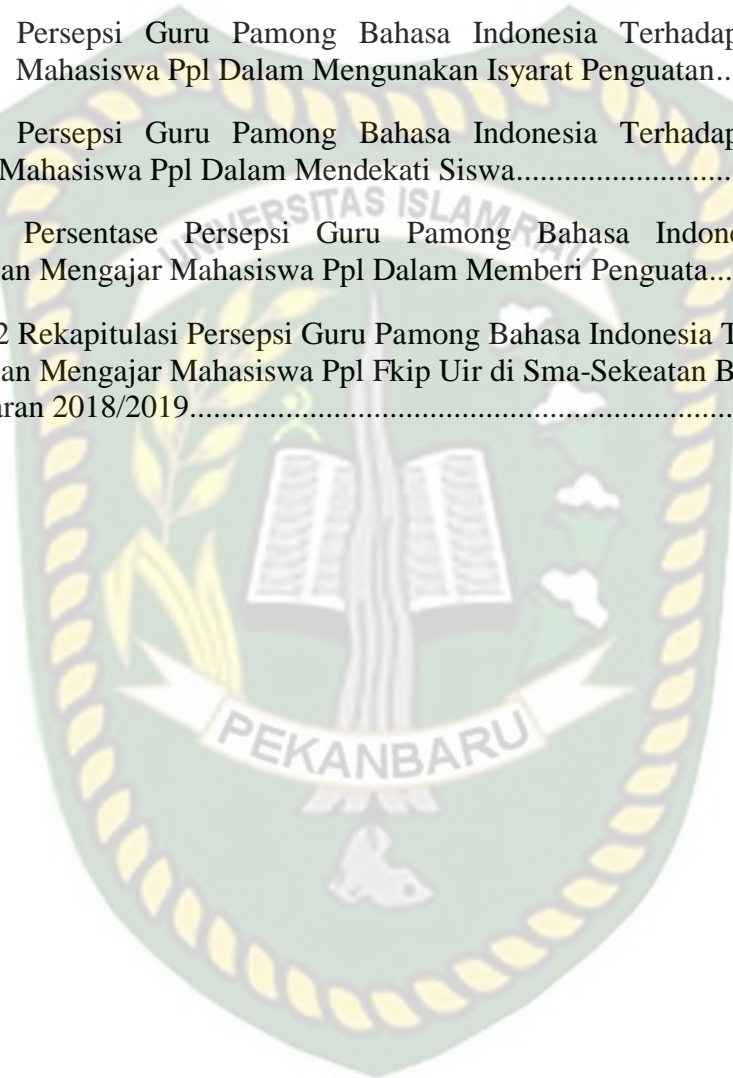 Persepsi Guru Pamong Bahasa Indonesia Terhadap
Mahasiswa Ppl Dalam Mengunakan Isyarat Penguatan...
Persepsi Guru Pamong Bahasa Indonesia Terhadap
Mahasiswa Ppl Dalam Mendekati Siswa............................
UNIVERSITAS ISLAM RIAU
Persentase Persepsi Guru Pamong Bahasa Indone
an Mengajar Mahasiswa Ppl Dalam Memberi Penguata...
2 Rekapitulasi Persepsi Guru Pamong Bahasa Indonesia T
an Mengajar Mahasiswa Ppl Fkip Uir di Sma-Sekeatan B
aran 2018/2019....................................................................
PEKANBARU